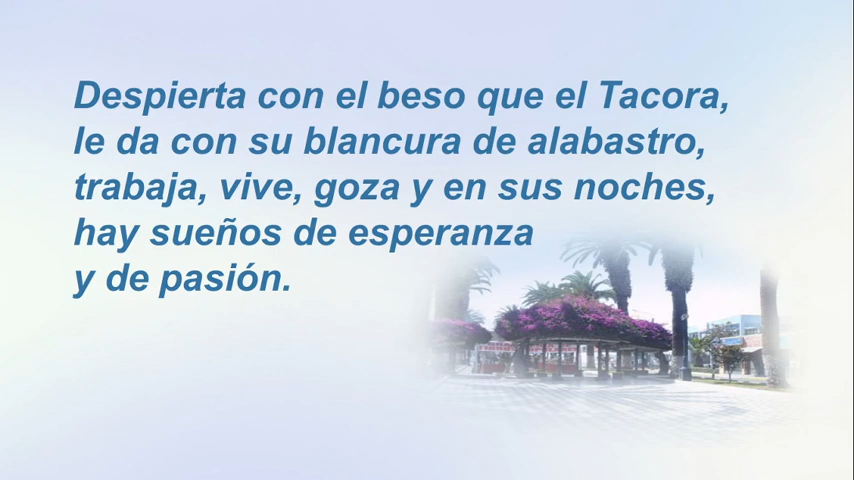 Despierta con el beso que el Tacora,
le da con su blancura de alabastro,
trabaja, vive, goza y en sus noches,
hay sueños de esperanza
y de pasión.